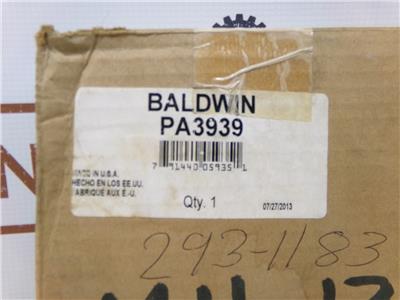 BALDWIN
PA3939
7 91440 05935 1
MADE IN U.S.A.
HECHO EN LOS EE.UU.
FABRIQUE AUX E.-U.
Qty. 1
07/27/2013
293-1183